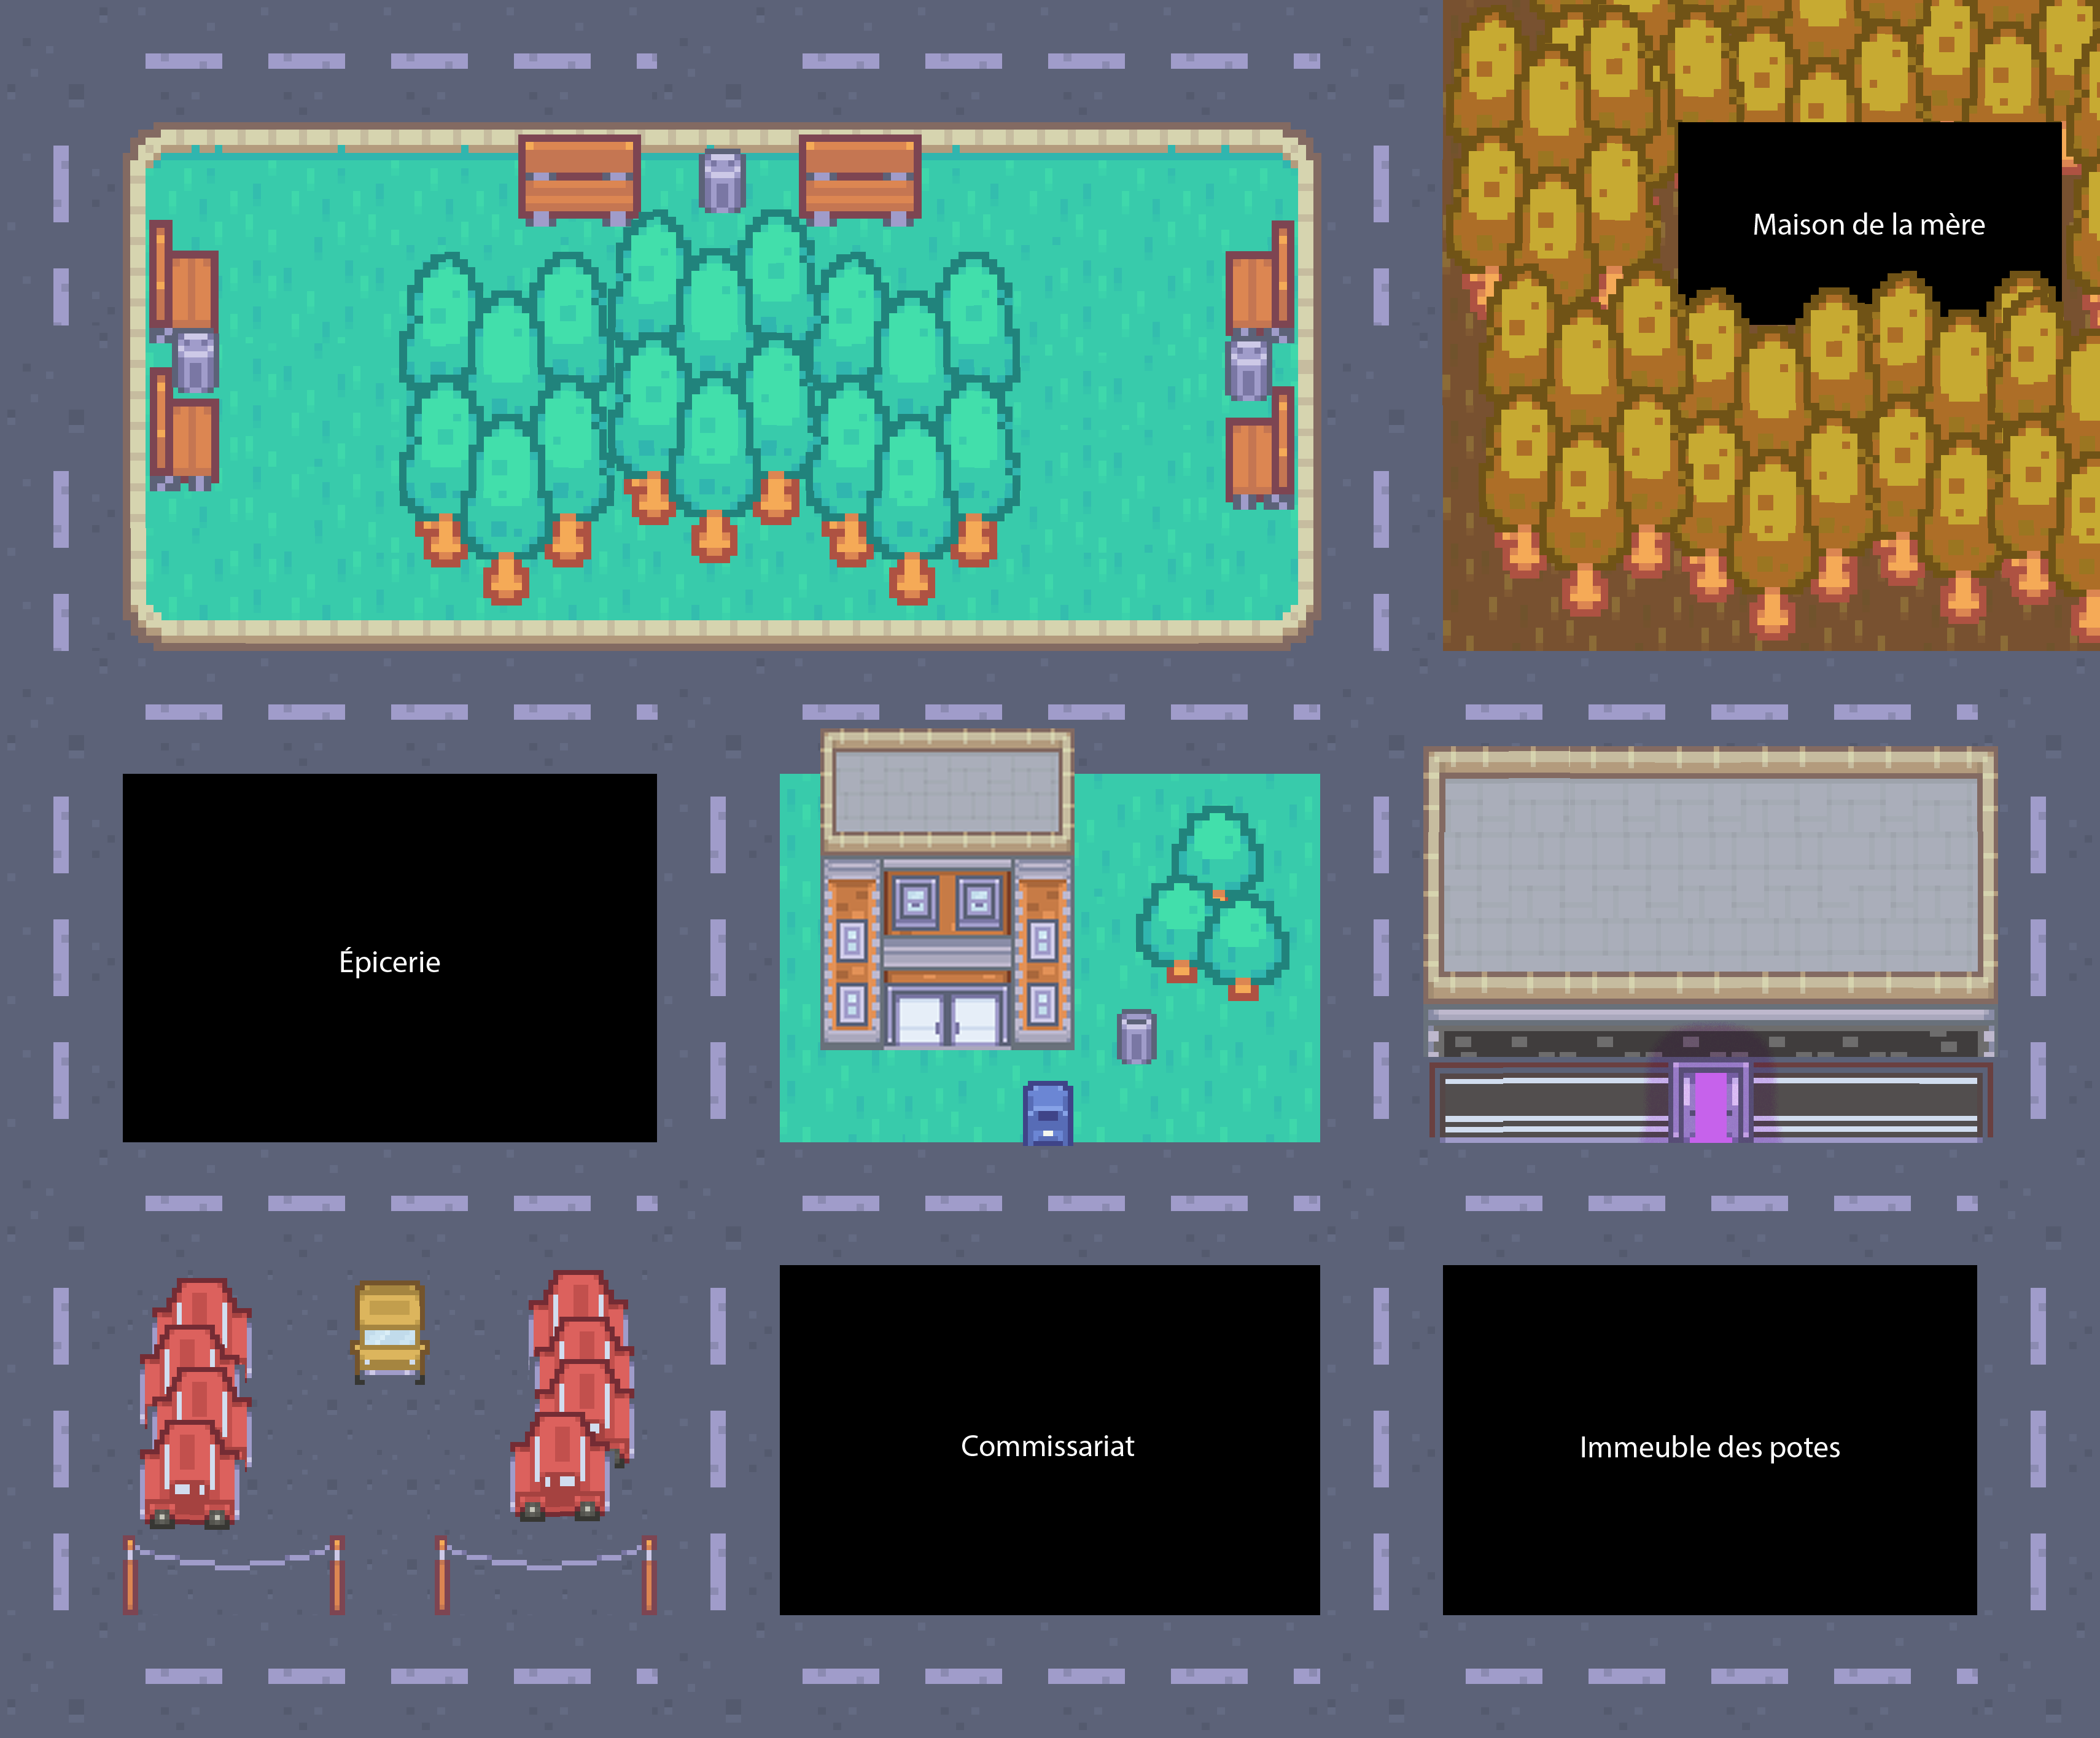 Maison de la mère
Épicerie
Commissariat
Immeuble des potes